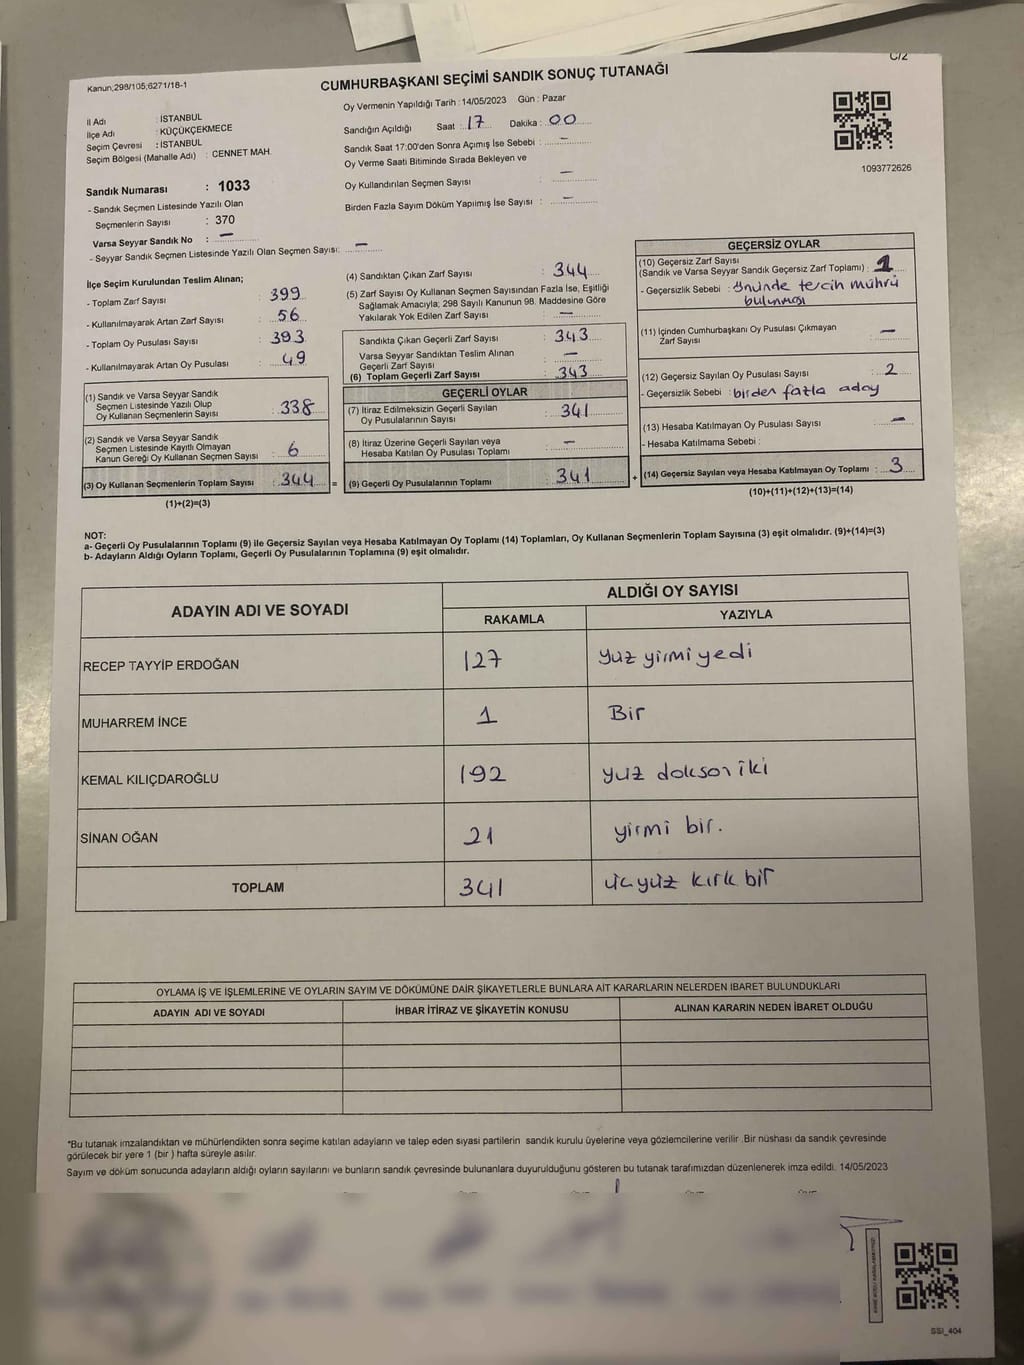 C/2
Kanun;298/105;6271/18-1
CUMHURBAŞKANI SEÇİMİ SANDIK SONUÇ TUTANAĞI
Oy Vermenin Yapıldığı Tarih : 14/05/2023 Gün : Pazar
İl Adı : İSTANBUL
İlçe Adı : KÜÇÜKÇEKMECE
Seçim Çevresi : İSTANBUL
Seçim Bölgesi (Mahalle Adı) : CENNET MAH.
Sandığın Açıldığı Saat : 17 Dakika : 00
Sandık Saat 17:00'den Sonra Açımış İse Sebebi : –
Oy Verme Saati Bitiminde Sırada Bekleyen ve
Oy Kullandırılan Seçmen Sayısı : –
Birden Fazla Sayım Döküm Yapılmış İse Sayısı : –
1093772626
Sandık Numarası : 1033
- Sandık Seçmen Listesinde Yazılı Olan
Seçmenlerin Sayısı : 370
Varsa Seyyar Sandık No : –
- Seyyar Sandık Seçmen Listesinde Yazılı Olan Seçmen Sayısı: –
İlçe Seçim Kurulundan Teslim Alınan;
- Toplam Zarf Sayısı : 399
- Kullanılmayarak Artan Zarf Sayısı : 56
- Toplam Oy Pusulası Sayısı : 393
- Kullanılmayarak Artan Oy Pusulası : 49
(1) Sandık ve Varsa Seyyar Sandık
Seçmen Listesinde Yazılı Olup
Oy Kullanan Seçmenlerin Sayısı : 338
(2) Sandık ve Varsa Seyyar Sandık
Seçmen Listesinde Kayıtlı Olmayan
Kanun Gereği Oy Kullanan Seçmen Sayısı : 6
(3) Oy Kullanan Seçmenlerin Toplam Sayısı : 344 =
(1)+(2)=(3)
(4) Sandıktan Çıkan Zarf Sayısı : 344
(5) Zarf Sayısı Oy Kullanan Seçmen Sayısından Fazla İse, Eşitliği
Sağlamak Amacıyla; 298 Sayılı Kanunun 98. Maddesine Göre
Yakılarak Yok Edilen Zarf Sayısı : –
Sandıkta Çıkan Geçerli Zarf Sayısı : 343
Varsa Seyyar Sandıktan Teslim Alınan
Geçerli Zarf Sayısı : –
(6) Toplam Geçerli Zarf Sayısı : 343
GEÇERLİ OYLAR
(7) İtiraz Edilmeksizin Geçerli Sayılan
Oy Pusulalarının Sayısı : 341
(8) İtiraz Üzerine Geçerli Sayılan veya
Hesaba Katılan Oy Pusulası Toplamı : –
(9) Geçerli Oy Pusulalarının Toplamı : 341 +
GEÇERSİZ OYLAR
(10) Geçersiz Zarf Sayısı
(Sandık ve Varsa Seyyar Sandık Geçersiz Zarf Toplamı) : 1
- Geçersizlik Sebebi : Önünde tercih mührü
bulunması
(11) İçinden Cumhurbaşkanı Oy Pusulası Çıkmayan
Zarf Sayısı : –
(12) Geçersiz Sayılan Oy Pusulası Sayısı : 2
- Geçersizlik Sebebi : birden fazla aday
(13) Hesaba Katılmayan Oy Pusulası Sayısı : –
- Hesaba Katılmama Sebebi :
(14) Geçersiz Sayılan veya Hesaba Katılmayan Oy Toplamı : 3
(10)+(11)+(12)+(13)=(14)
NOT:
a- Geçerli Oy Pusulalarının Toplamı (9) ile Geçersiz Sayılan veya Hesaba Katılmayan Oy Toplamı (14) Toplamları, Oy Kullanan Seçmenlerin Toplam Sayısına (3) eşit olmalıdır. (9)+(14)=(3)
b- Adayların Aldığı Oyların Toplamı, Geçerli Oy Pusulalarının Toplamına (9) eşit olmalıdır.
ADAYIN ADI VE SOYADI ALDIĞI OY SAYISI
RAKAMLA YAZIYLA
RECEP TAYYİP ERDOĞAN 127 yüz yirmi yedi
MUHARREM İNCE 1 Bir
KEMAL KILIÇDAROĞLU 192 yüz doksan iki
SİNAN OĞAN 21 yirmi bir.
TOPLAM 341 üçyüz kırk bir
OYLAMA İŞ VE İŞLEMLERİNE VE OYLARIN SAYIM VE DÖKÜMÜNE DAİR ŞİKAYETLERLE BUNLARA AİT KARARLARIN NELERDEN İBARET BULUNDUKLARI
ADAYIN ADI VE SOYADI İHBAR İTİRAZ VE ŞİKAYETİN KONUSU ALINAN KARARIN NEDEN İBARET OLDUĞU
*Bu tutanak imzalandıktan ve mühürlendikten sonra seçime katılan adayların ve talep eden siyasi partilerin sandık kurulu üyelerine veya gözlemcilerine verilir .Bir nüshası da sandık çevresinde
görülecek bir yere 1 (bir ) hafta süreyle asılır.
Sayım ve döküm sonucunda adayların aldığı oyların sayılarını ve bunların sandık çevresinde bulunanlara duyurulduğunu gösteren bu tutanak tarafımızdan düzenlenerek imza edildi. 14/05/2023
SSI_404